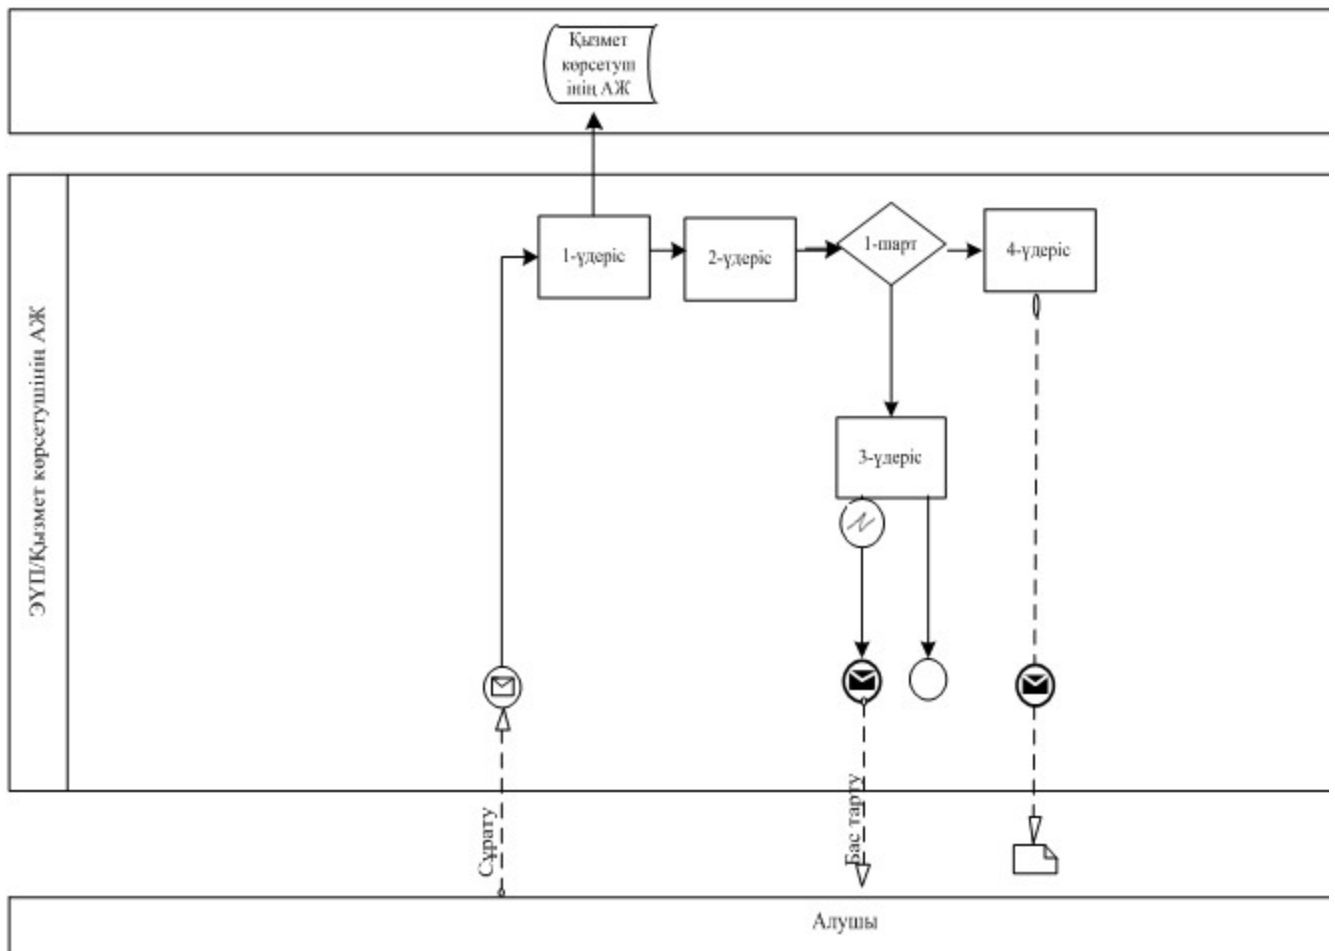 Қызмет
көрсетуш
інің АЖ
1-үдеріс
2-үдеріс
1-шарт
4-үдеріс
ЭҮП/Қызмет көрсетушінің АЖ
3-үдеріс
Сұрату
Бас тарту
Алушы